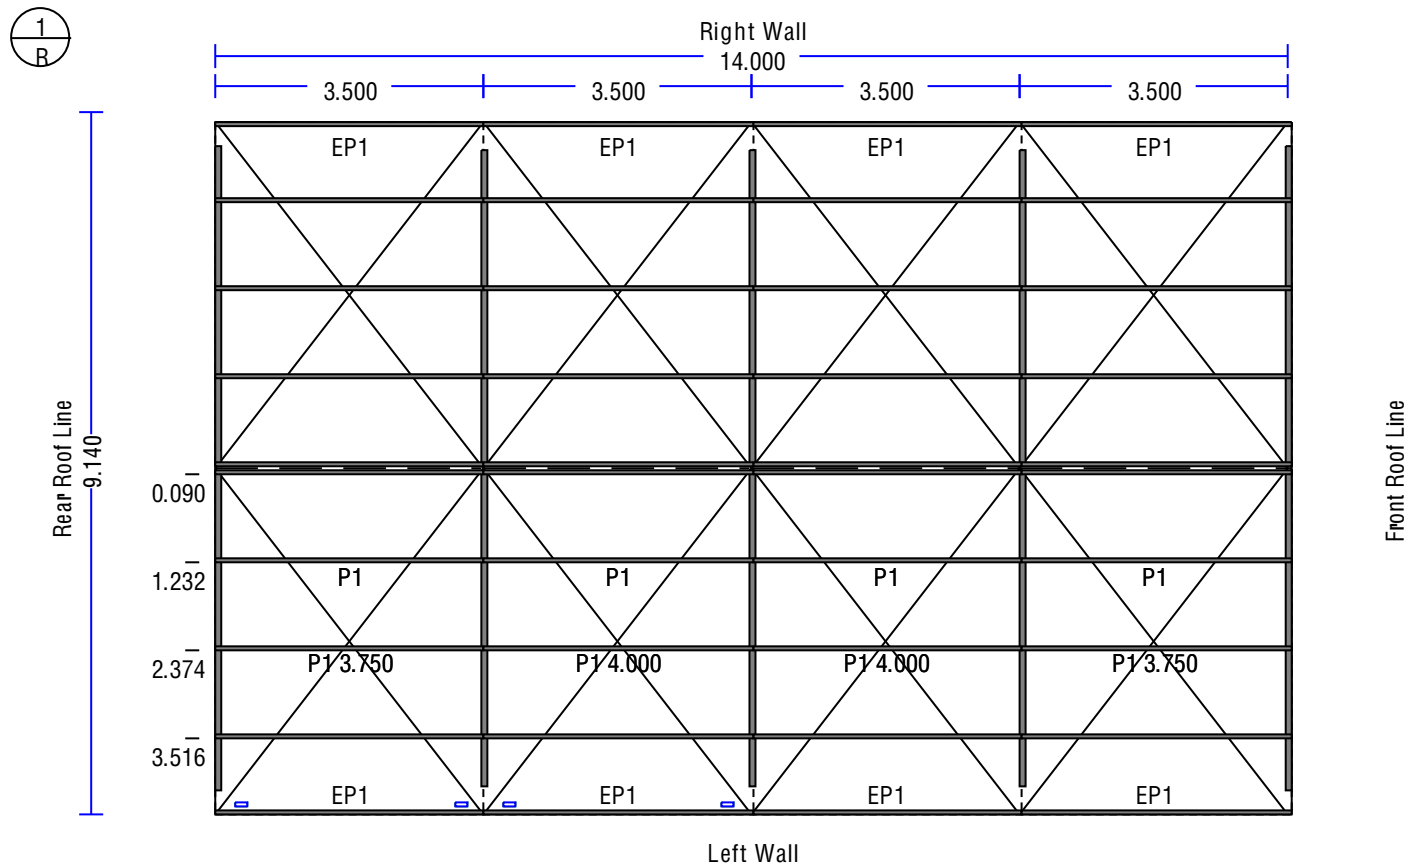 1
R
Right Wall
14.000
3.500 3.500 3.500 3.500
EP1 EP1 EP1 EP1
Rear Roof Line
9.140
Front Roof Line
0.090
1.232
P1 P1 P1 P1
2.374
P1 3.750 P1 4.000 P1 4.000 P1 3.750
3.516
EP1 EP1 EP1 EP1
Left Wall